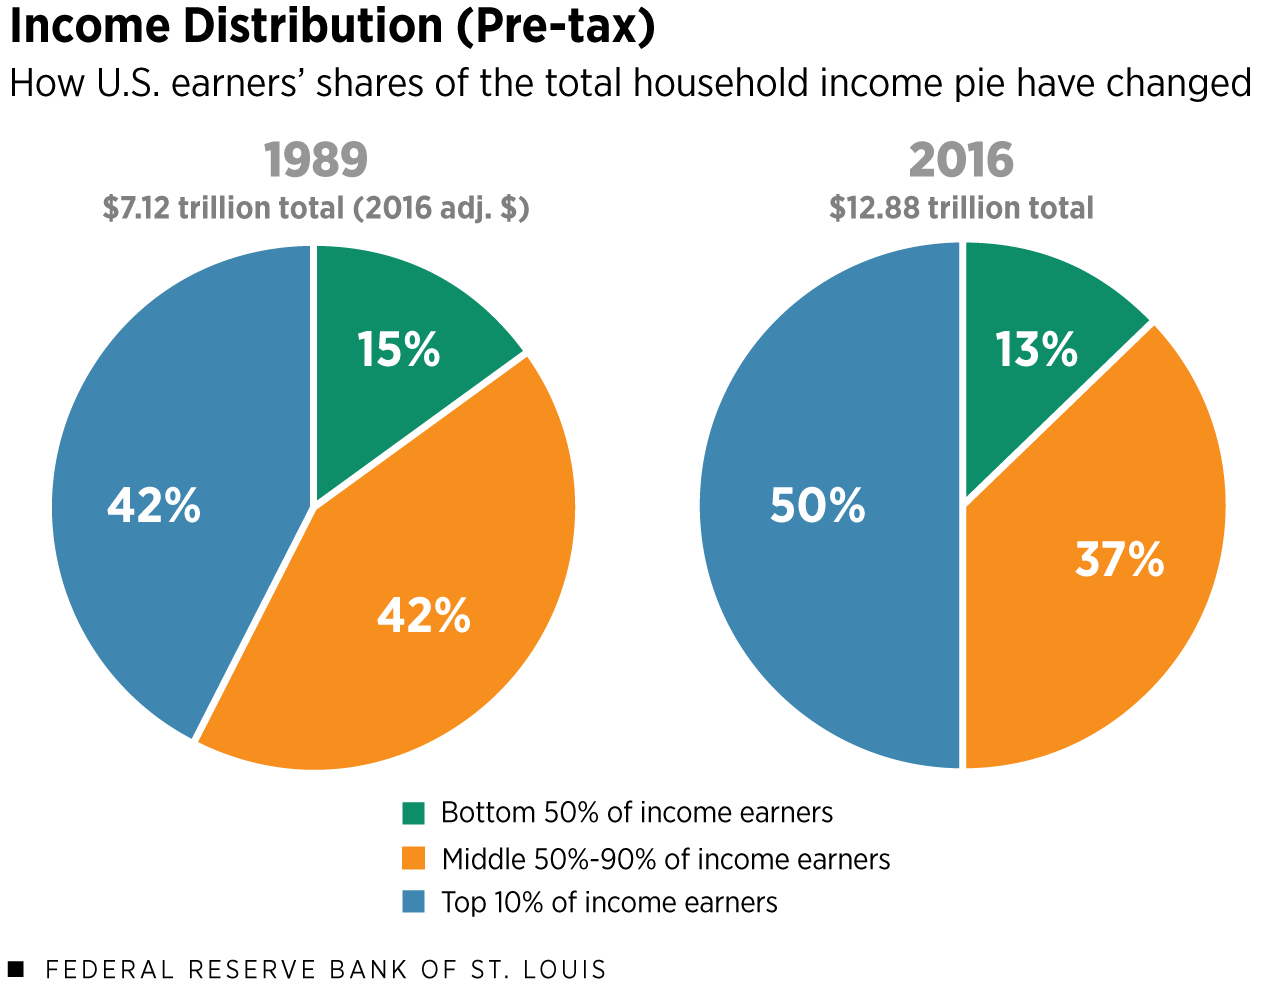 Income Distribution (Pre-tax)
How U.S. earners’ shares of the total household income pie have changed
1989
$7.12 trillion total (2016 adj. $)
15%
42%
42%
2016
$12.88 trillion total
13%
50%
37%
Bottom 50% of income earners
Middle 50%-90% of income earners
Top 10% of income earners
FEDERAL RESERVE BANK OF ST. LOUIS